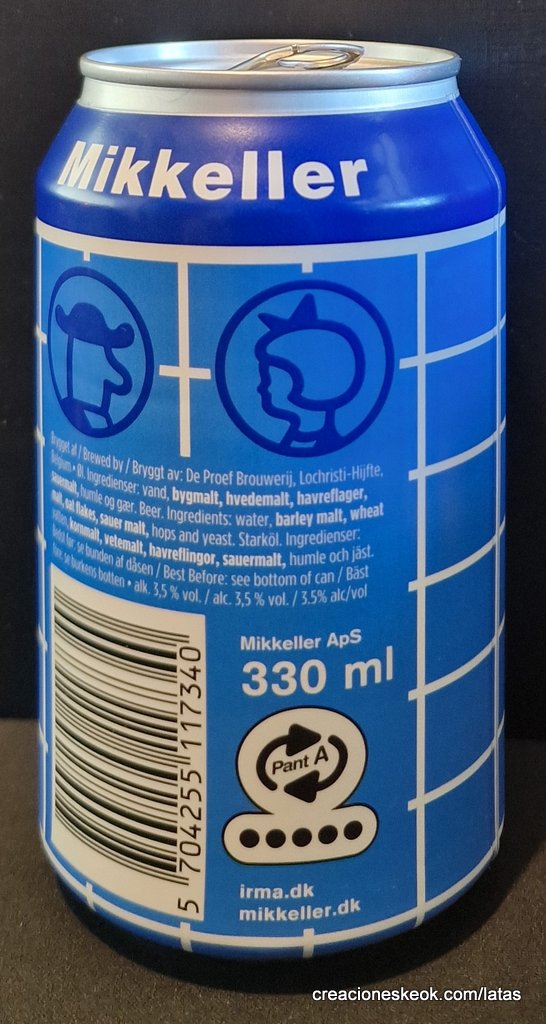 Mikkeller
Brygget af / Brewed by / Bryggt av: De Proef Brouwerij, Lochristi-Hijfte,
Belgium • Øl. Ingredienser: vand, bygmalt, hvedemalt, havreflager,
sauermalt, humle og gær. Beer. Ingredients: water, barley malt, wheat
malt, oat flakes, sauer malt, hops and yeast. Starköl. Ingredienser:
vatten, kornmalt, vetemalt, havreflingor, sauermalt, humle och jäst.
se bunden af dåsen / Best Before: see bottom of can / Bäst
före: se burkens botten • alk. 3,5 % vol. / alc. 3,5 % vol. / 3.5% alc/vol
Mikkeller ApS
330 ml
Pant A
5 704255 117340
irma.dk
mikkeller.dk
creacioneskeok.com/latas